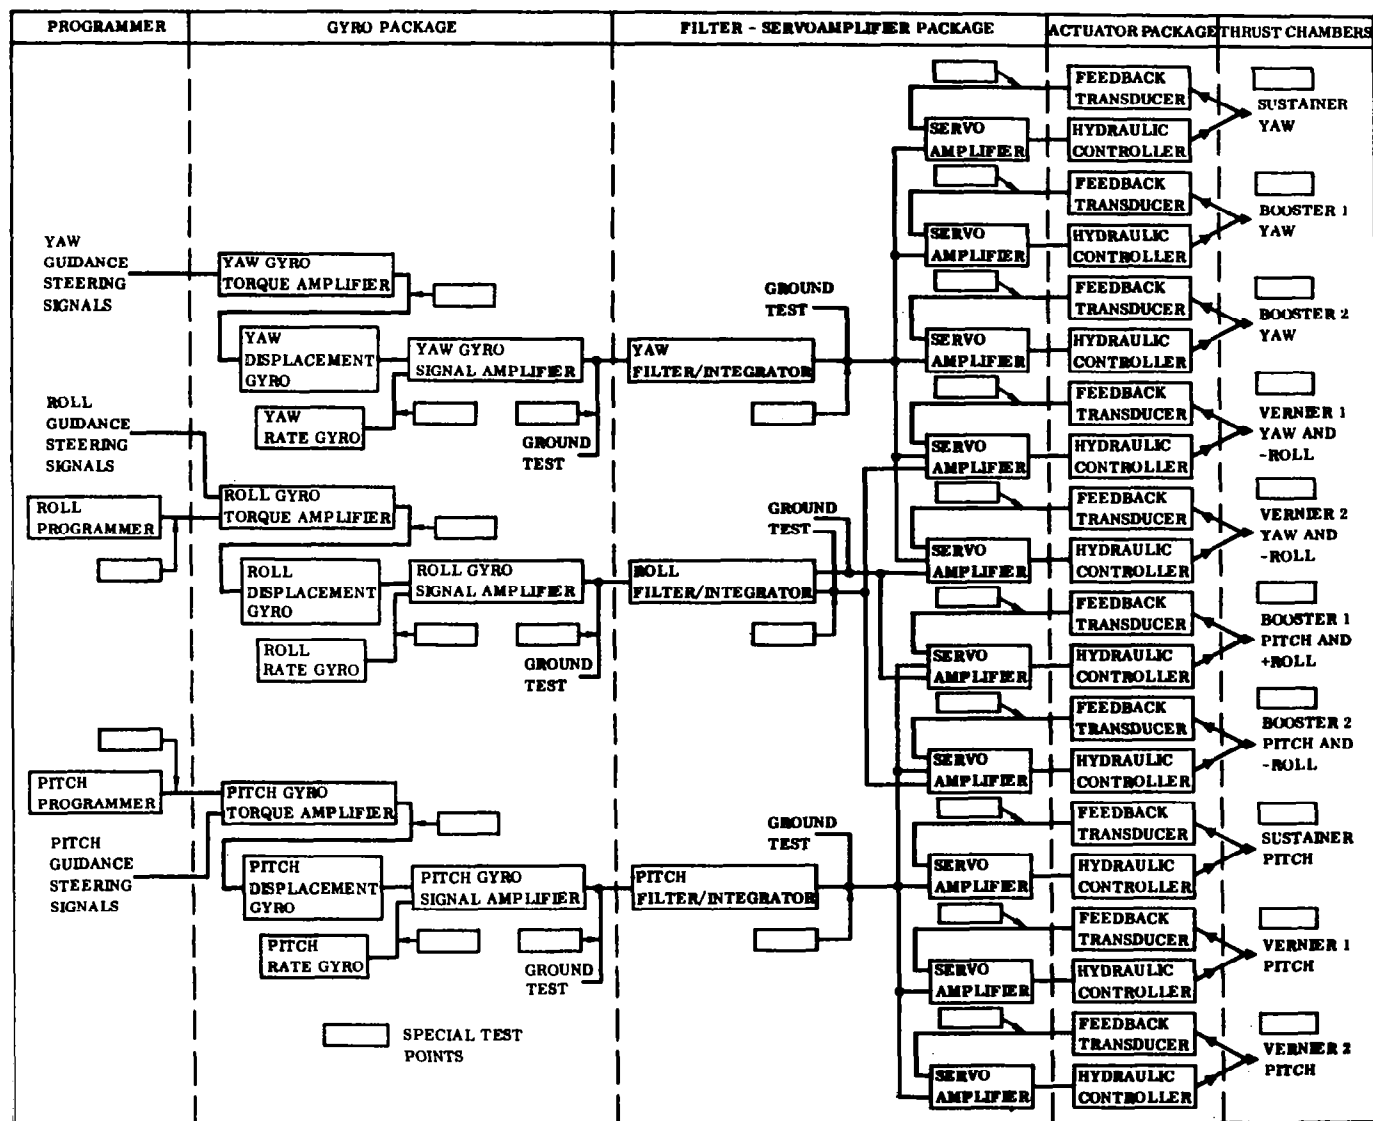 PROGRAMMER
GYRO PACKAGE
FILTER - SERVOAMPLIFIER PACKAGE
ACTUATOR PACKAGE
THRUST CHAMBERS
YAW
GUIDANCE
STEERING
SIGNALS
ROLL
GUIDANCE
STEERING
SIGNALS
ROLL
PROGRAMMER
PITCH
PROGRAMMER
PITCH
GUIDANCE
STEERING
SIGNALS
YAW GYRO
TORQUE AMPLIFIER
YAW
DISPLACEMENT
GYRO
YAW GYRO
SIGNAL AMPLIFIER
YAW
RATE GYRO
GROUND
TEST
ROLL GYRO
TORQUE AMPLIFIER
ROLL
DISPLACEMENT
GYRO
ROLL GYRO
SIGNAL AMPLIFIER
ROLL
RATE GYRO
GROUND
TEST
PITCH GYRO
TORQUE AMPLIFIER
PITCH
DISPLACEMENT
GYRO
PITCH GYRO
SIGNAL AMPLIFIER
PITCH
RATE GYRO
GROUND
TEST
SPECIAL TEST
POINTS
GROUND
TEST
YAW
FILTER/INTEGRATOR
GROUND
TEST
ROLL
FILTER/INTEGRATOR
GROUND
TEST
PITCH
FILTER/INTEGRATOR
SERVO
AMPLIFIER
FEEDBACK
TRANSDUCER
HYDRAULIC
CONTROLLER
SUSTAINER
YAW
SERVO
AMPLIFIER
FEEDBACK
TRANSDUCER
HYDRAULIC
CONTROLLER
BOOSTER 1
YAW
SERVO
AMPLIFIER
FEEDBACK
TRANSDUCER
HYDRAULIC
CONTROLLER
BOOSTER 2
YAW
SERVO
AMPLIFIER
FEEDBACK
TRANSDUCER
HYDRAULIC
CONTROLLER
VERNIER 1
YAW AND
-ROLL
SERVO
AMPLIFIER
FEEDBACK
TRANSDUCER
HYDRAULIC
CONTROLLER
VERNIER 2
YAW AND
-ROLL
SERVO
AMPLIFIER
FEEDBACK
TRANSDUCER
HYDRAULIC
CONTROLLER
BOOSTER 1
PITCH AND
+ROLL
SERVO
AMPLIFIER
FEEDBACK
TRANSDUCER
HYDRAULIC
CONTROLLER
BOOSTER 2
PITCH AND
-ROLL
SERVO
AMPLIFIER
FEEDBACK
TRANSDUCER
HYDRAULIC
CONTROLLER
SUSTAINER
PITCH
SERVO
AMPLIFIER
FEEDBACK
TRANSDUCER
HYDRAULIC
CONTROLLER
VERNIER 1
PITCH
SERVO
AMPLIFIER
FEEDBACK
TRANSDUCER
HYDRAULIC
CONTROLLER
VERNIER 2
PITCH